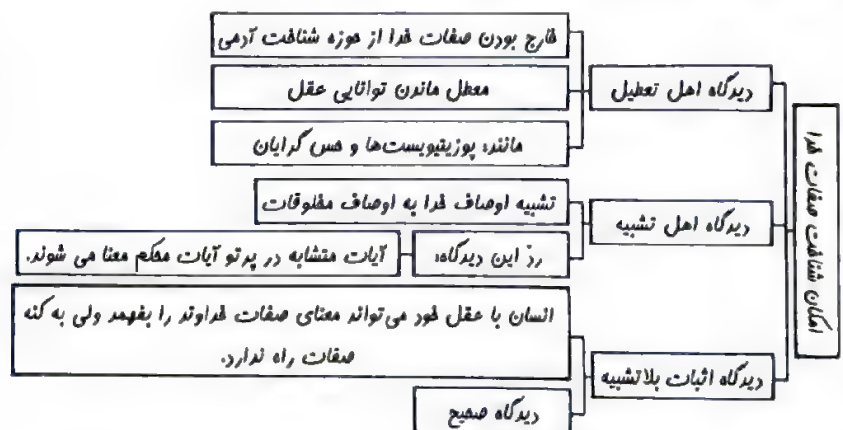 امکان شناخت صفات خدا
دیدگاه اهل تعطیل
خارج بودن صفات خدا از حوزه شناخت آدمی
معطل ماندن توانایی عقل
مانند: پوزیتیویست‌ها و حس گرایان
دیدگاه اهل تشبیه
تشبیه اوصاف خدا به اوصاف مخلوقات
ردّ این دیدگاه:
آیات متشابه در پرتو آیات محکم معنا می شوند.
دیدگاه اثبات بلاتشبیه
انسان با عقل خود می‌تواند معنای صفات خداوند را بفهمد ولی به کنه
صفات راه ندارد.
دیدگاه صحیح